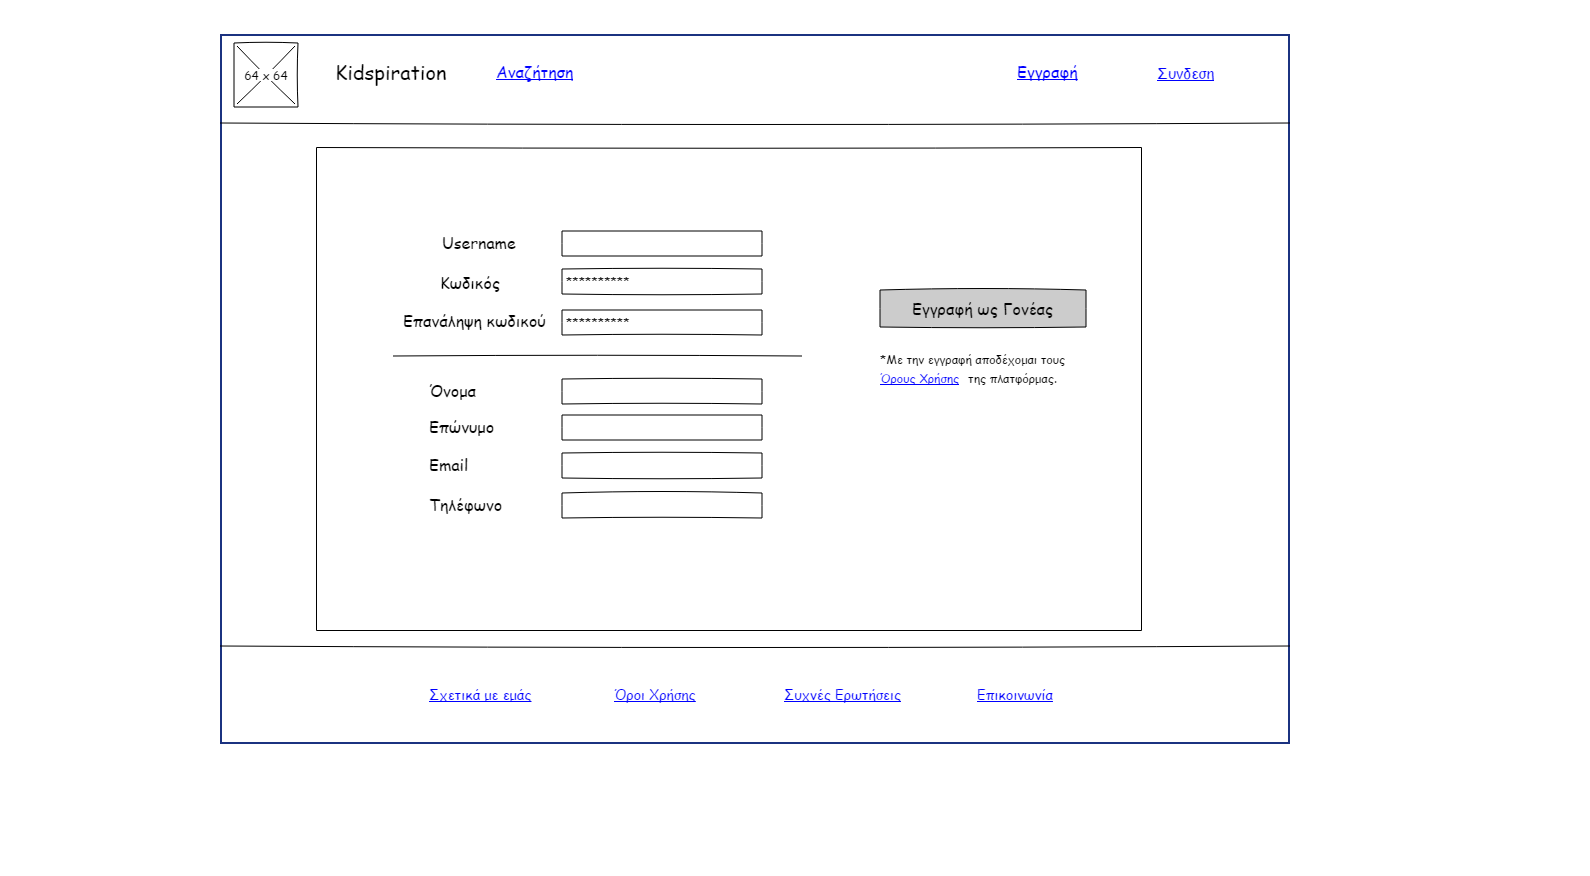 64 x 64
Kidspiration
Αναζήτηση
Εγγραφή
Συνδεση
Username
Κωδικός
**********
Επανάληψη κωδικού
**********
Εγγραφή ως Γονέας
*Με την εγγραφή αποδέχομαι τους
Όρους Χρήσης της πλατφόρμας.
Όνομα
Επώνυμο
Email
Τηλέφωνο
Σχετικά με εμάς
Όροι Χρήσης
Συχνές Ερωτήσεις
Επικοινωνία